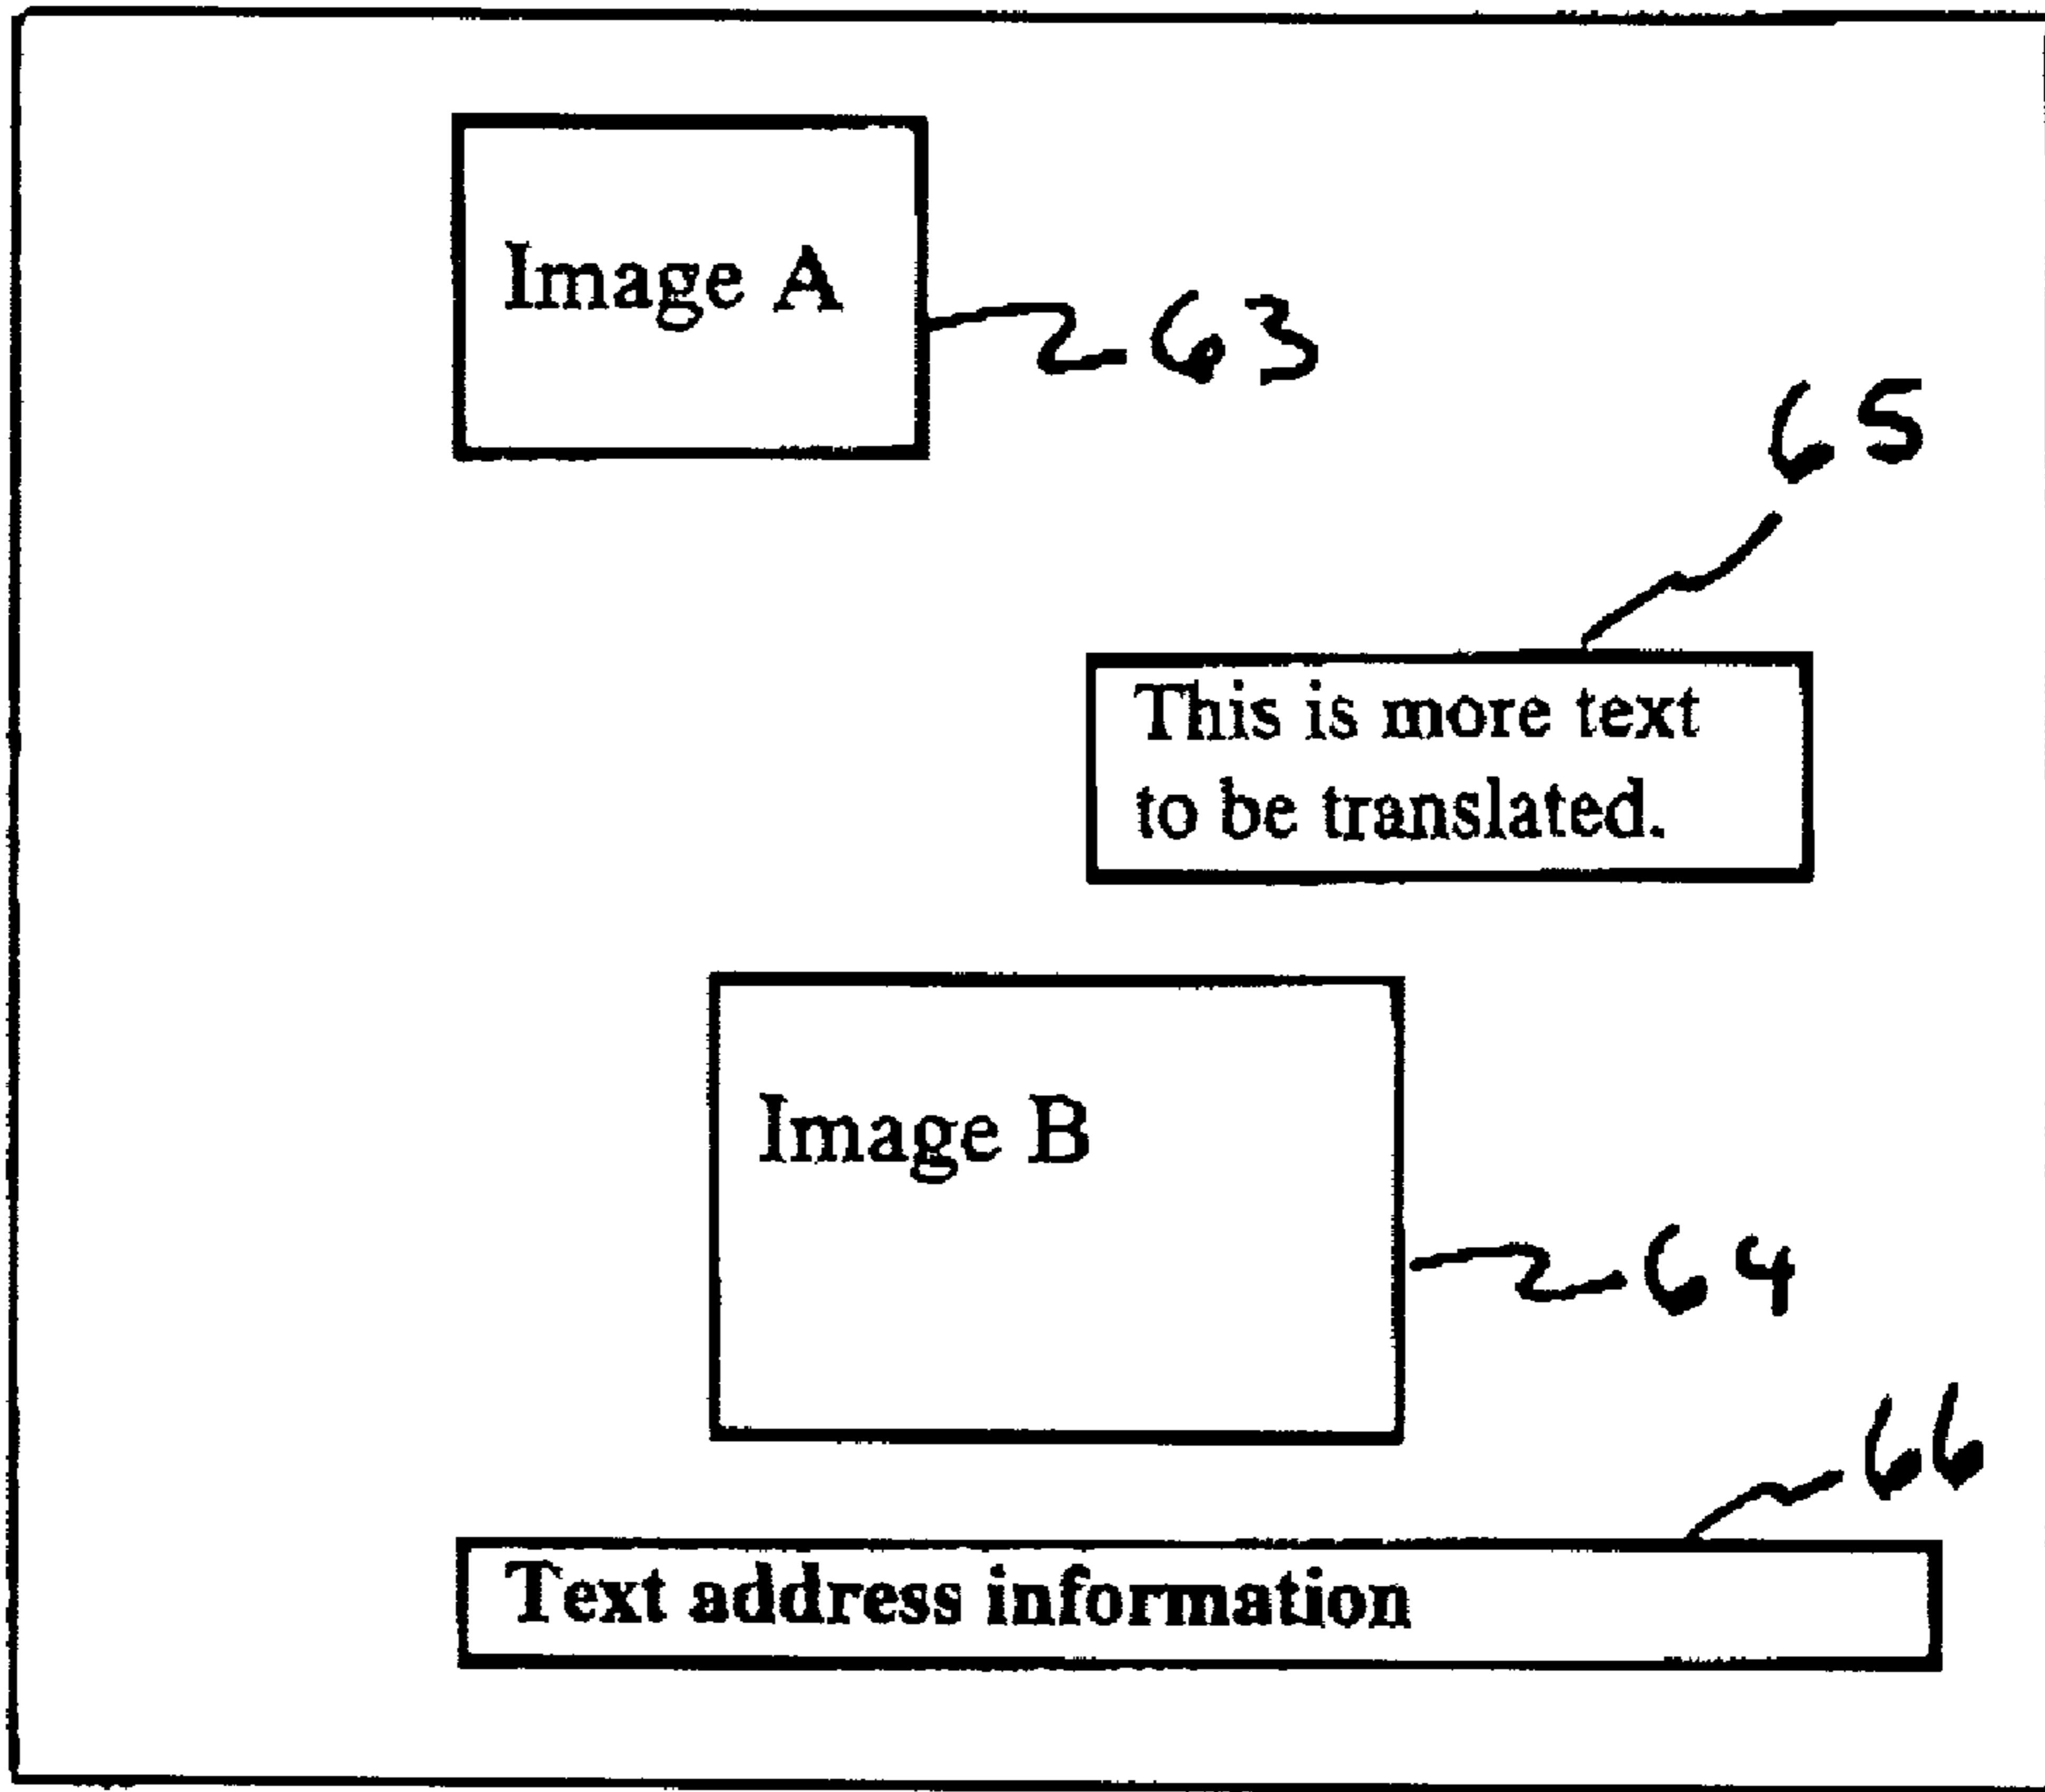 Image A
63
65
This is more text
to be translated.
Image B
64
66
Text address information